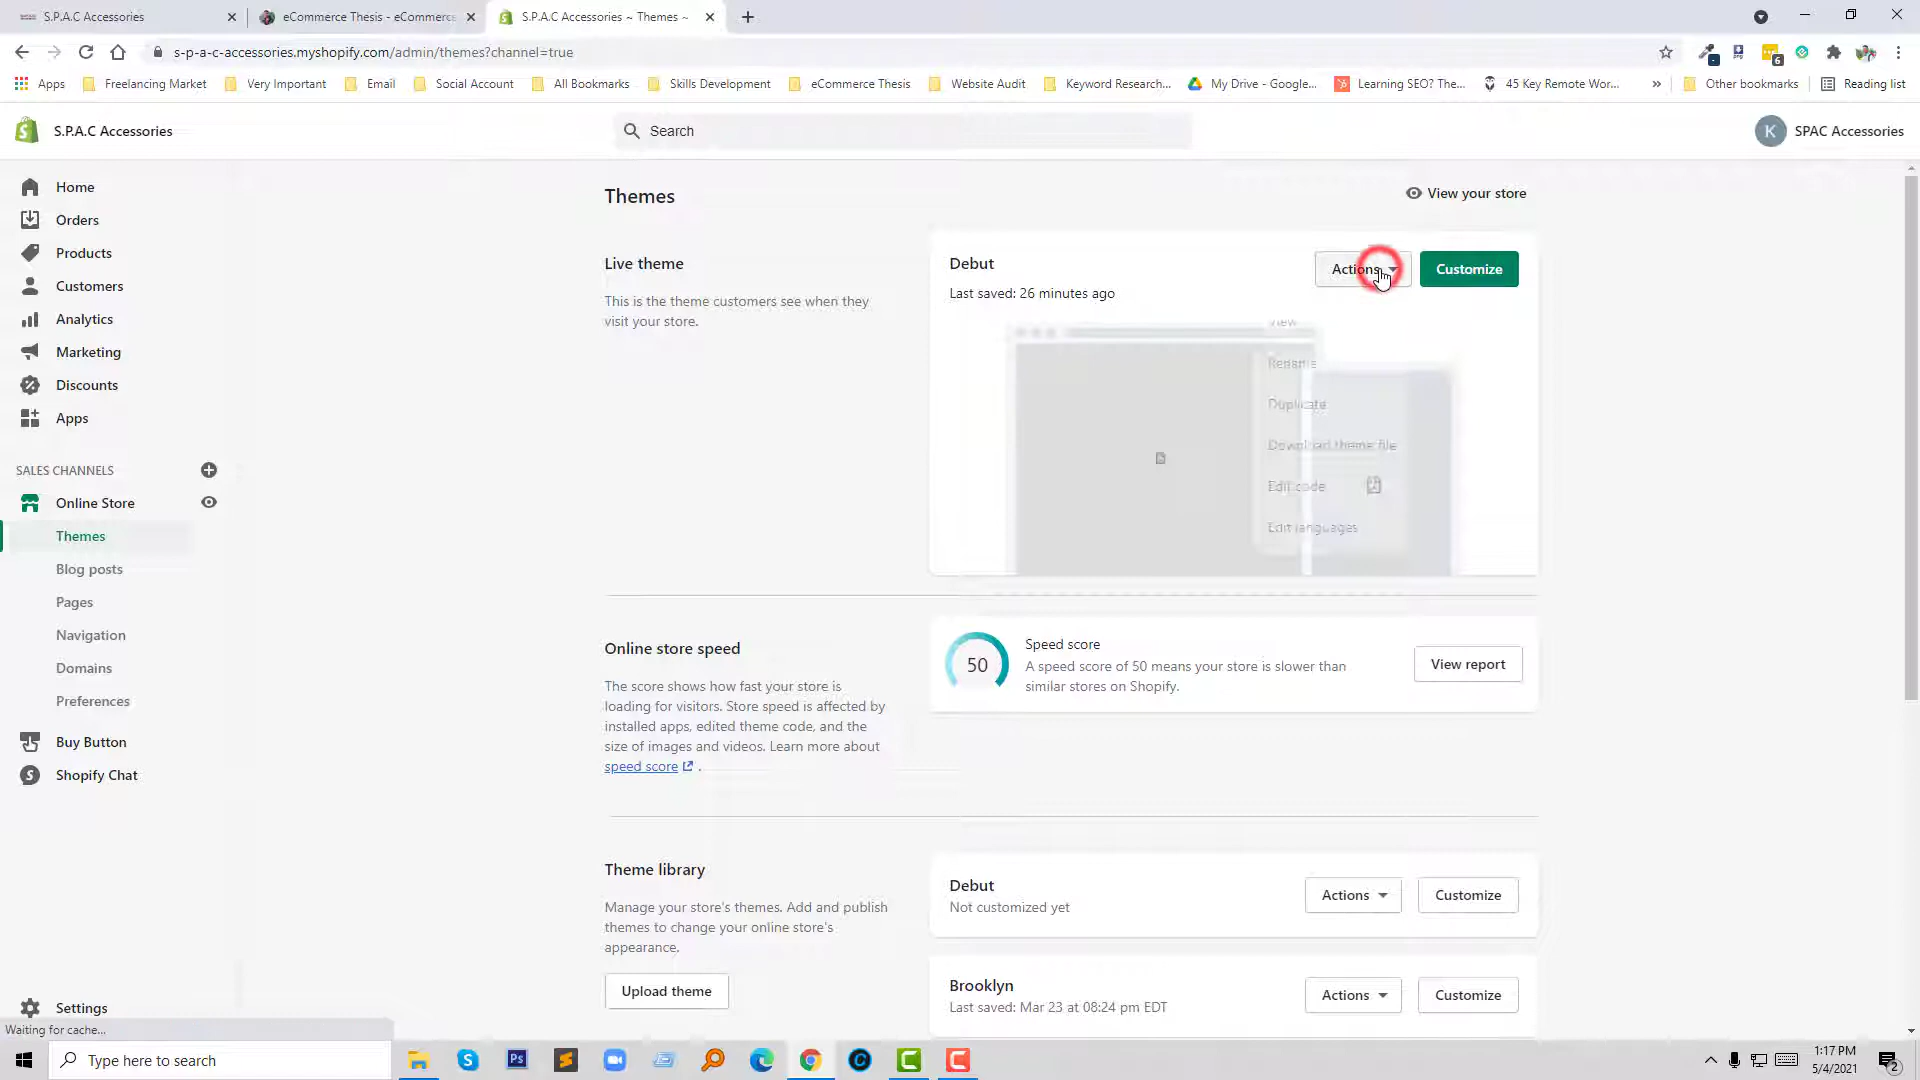 S.P.A.C Accessories
eCommerce Thesis - eCommerce
S.P.A.C Accessories ~ Themes ~
s-p-a-c-accessories.myshopify.com/admin/themes?channel=true
6
Apps
Freelancing Market
Very Important
Email
Social Account
All Bookmarks
Skills Development
eCommerce Thesis
Website Audit
Keyword Research...
My Drive - Google...
Learning SEO? The...
45 Key Remote Wor...
»
Other bookmarks
Reading list
S.P.A.C Accessories
Search
K
SPAC Accessories
Home
Orders
Products
Customers
Analytics
Marketing
Discounts
Apps
SALES CHANNELS
Online Store
Themes
Blog posts
Pages
Navigation
Domains
Preferences
Buy Button
Shopify Chat
Settings
Waiting for cache...
Themes
View your store
Live theme
This is the theme customers see when they
visit your store.
Debut
Last saved: 26 minutes ago
Actions
Customize
View
Rename
Duplicate
Download theme file
Edit code
Edit languages
Online store speed
The score shows how fast your store is
loading for visitors. Store speed is affected by
installed apps, edited theme code, and the
size of images and videos. Learn more about
speed score .
50
Speed score
A speed score of 50 means your store is slower than
similar stores on Shopify.
View report
Theme library
Manage your store's themes. Add and publish
themes to change your online store's
appearance.
Upload theme
Debut
Not customized yet
Actions
Customize
Brooklyn
Last saved: Mar 23 at 08:24 pm EDT
Actions
Customize
Type here to search
Ps
1:17 PM
5/4/2021
2